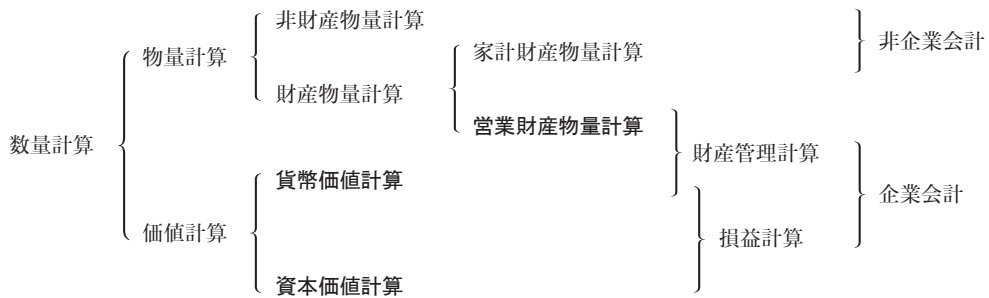 非財産物量計算
物量計算
家計財産物量計算
非企業会計
財産物量計算
営業財産物量計算
数量計算
財産管理計算
貨幣価値計算
企業会計
価値計算
損益計算
資本価値計算